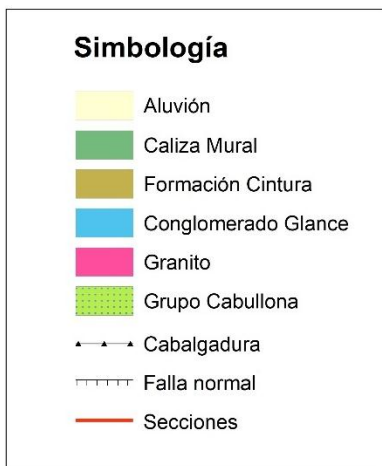 Simbología
Aluvión
Caliza Mural
Formación Cintura
Conglomerado Glance
Granito
Grupo Cabullona
Cabalgadura
Falla normal
Secciones